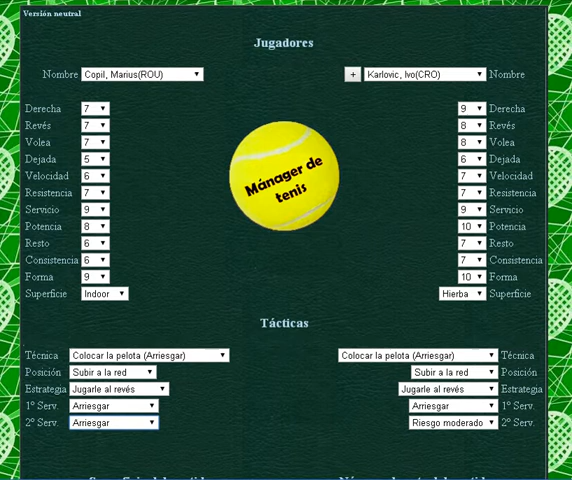 Versión neutral
Jugadores
Nombre Copil, Marius(ROU) + Karlovic, Ivo(CRO) Nombre
Derecha 7 9 Derecha
Revés 7 8 Revés
Volea 7 8 Volea
Dejada 5 6 Dejada
Velocidad 6 7 Velocidad
Resistencia 7 7 Resistencia
Servicio 9 9 Servicio
Potencia 8 10 Potencia
Resto 6 7 Resto
Consistencia 6 7 Consistencia
Forma 9 10 Forma
Superficie Indoor Hierba Superficie
Mánager de
tenis
Tácticas
Técnica Colocar la pelota (Arriesgar) Colocar la pelota (Arriesgar) Técnica
Posición Subir a la red Subir a la red Posición
Estrategia Jugarle al revés Jugarle al revés Estrategia
1º Serv. Arriesgar Arriesgar 1º Serv.
2º Serv. Arriesgar Riesgo moderado 2º Serv.